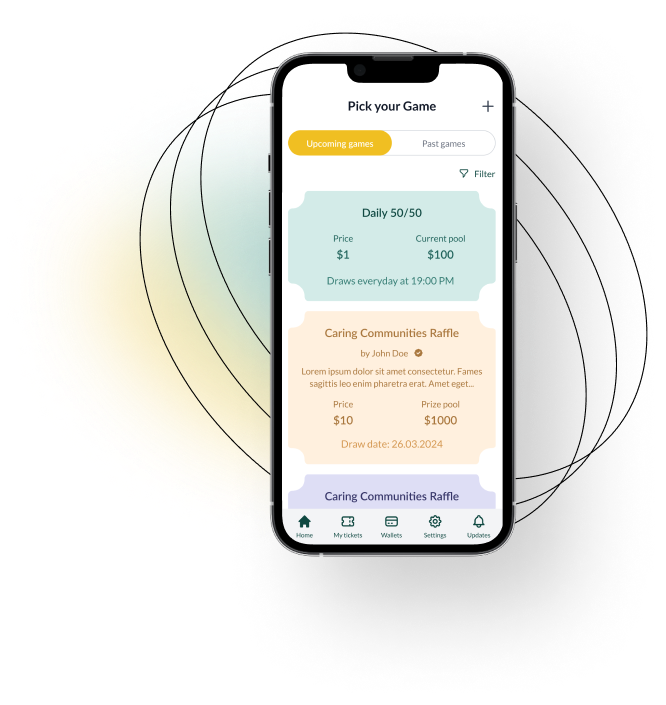 Pick your Game
Upcoming games
Past games
Filter
Daily 50/50
Price
Current pool
$1
$100
Draws everyday at 19:00 PM
Caring Communities Raffle
by John Doe
Lorem ipsum dolor sit amet consectetur. Fames
sagittis leo enim pharetra erat. Amet eget...
Price
Prize pool
$10
$1000
Draw date: 26.03.2024
Caring Communities Raffle
Home
My tickets
Wallets
Settings
Updates